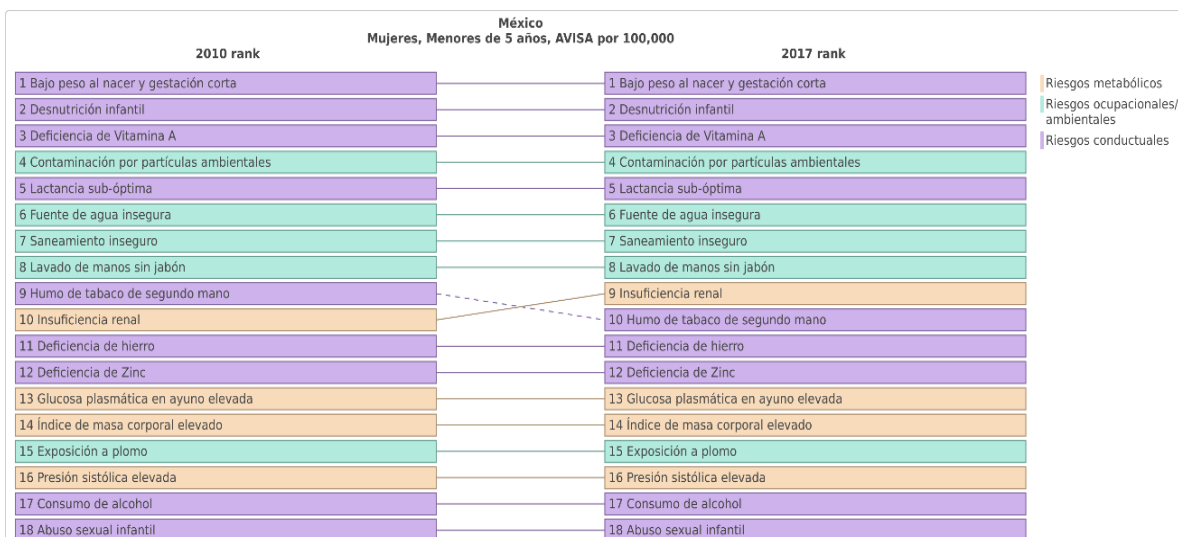 México
Mujeres, Menores de 5 años, AVISA por 100,000
2010 rank
2017 rank
1 Bajo peso al nacer y gestación corta
1 Bajo peso al nacer y gestación corta
2 Desnutrición infantil
2 Desnutrición infantil
3 Deficiencia de Vitamina A
3 Deficiencia de Vitamina A
4 Contaminación por partículas ambientales
4 Contaminación por partículas ambientales
5 Lactancia sub-óptima
5 Lactancia sub-óptima
6 Fuente de agua insegura
6 Fuente de agua insegura
7 Saneamiento inseguro
7 Saneamiento inseguro
8 Lavado de manos sin jabón
8 Lavado de manos sin jabón
9 Humo de tabaco de segundo mano
9 Insuficiencia renal
10 Insuficiencia renal
10 Humo de tabaco de segundo mano
11 Deficiencia de hierro
11 Deficiencia de hierro
12 Deficiencia de Zinc
12 Deficiencia de Zinc
13 Glucosa plasmática en ayuno elevada
13 Glucosa plasmática en ayuno elevada
14 Índice de masa corporal elevado
14 Índice de masa corporal elevado
15 Exposición a plomo
15 Exposición a plomo
16 Presión sistólica elevada
16 Presión sistólica elevada
17 Consumo de alcohol
17 Consumo de alcohol
18 Abuso sexual infantil
18 Abuso sexual infantil
Riesgos metabólicos
Riesgos ocupacionales/
ambientales
Riesgos conductuales